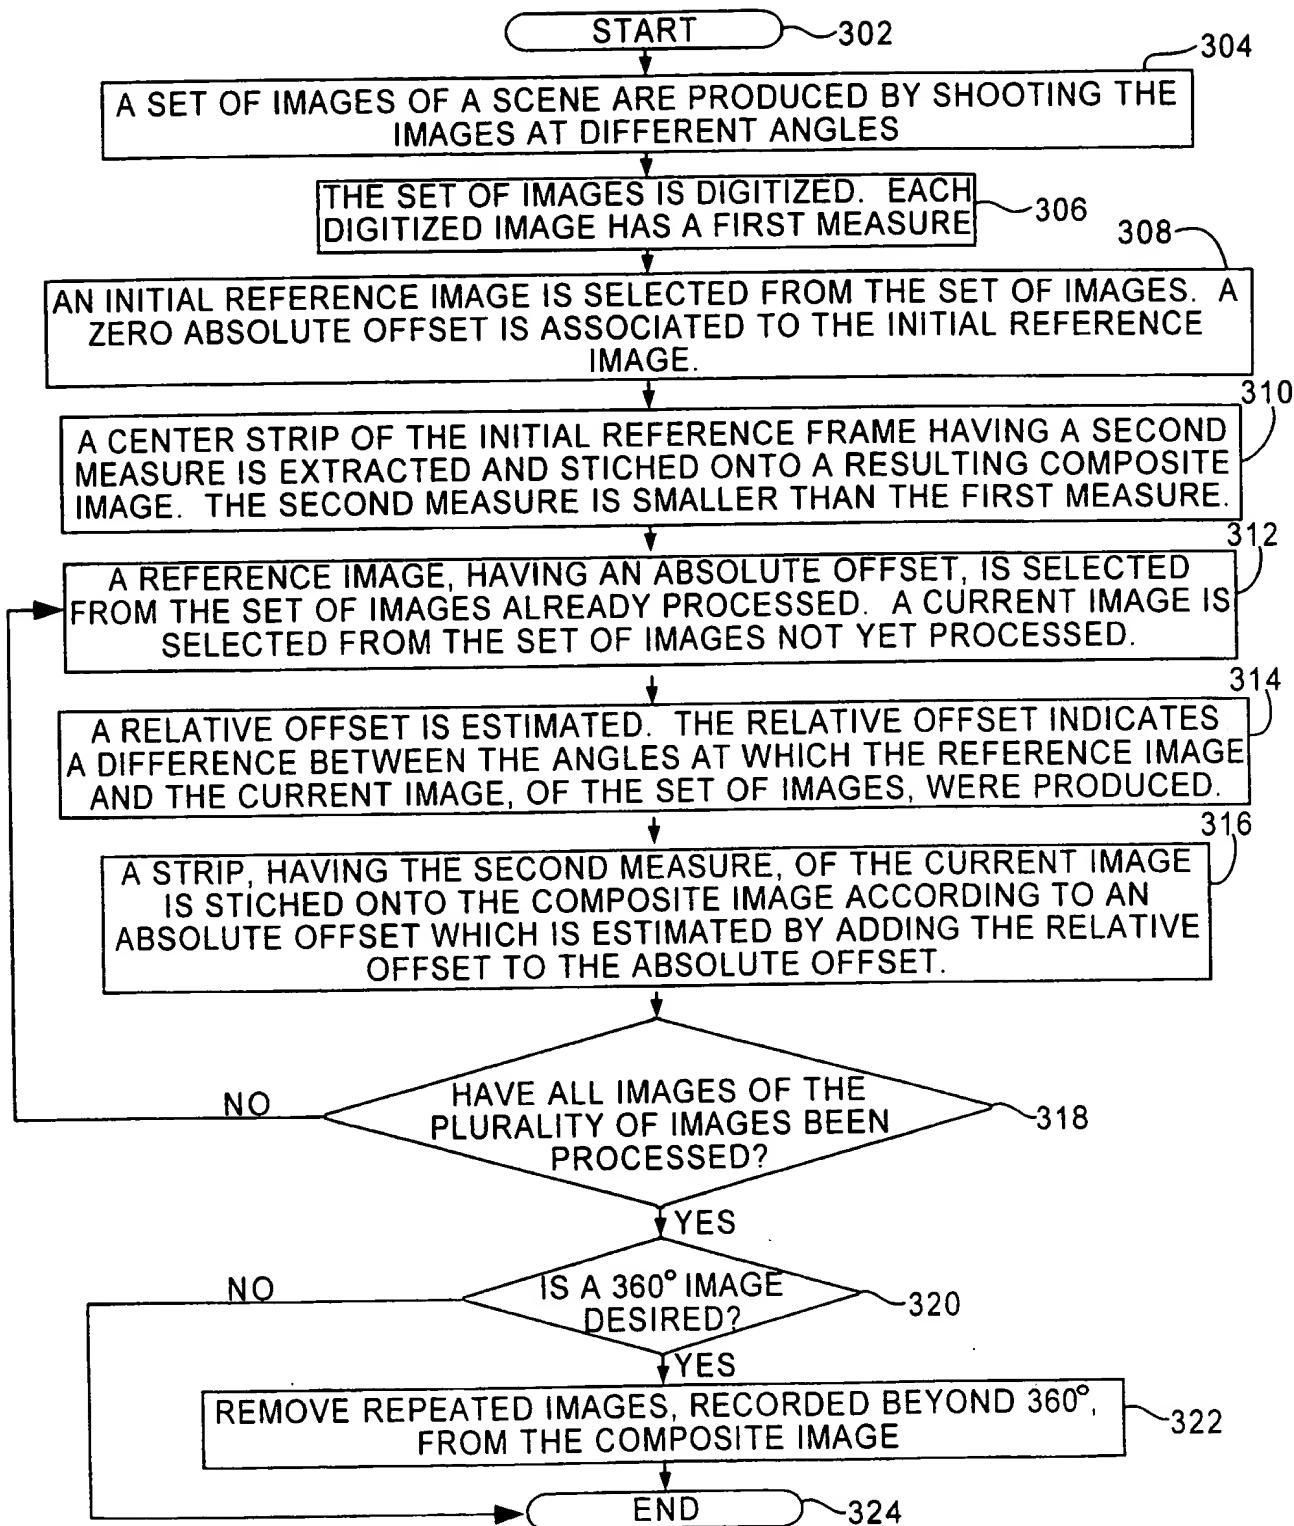 START
302
304
A SET OF IMAGES OF A SCENE ARE PRODUCED BY SHOOTING THE
IMAGES AT DIFFERENT ANGLES
THE SET OF IMAGES IS DIGITIZED. EACH
DIGITIZED IMAGE HAS A FIRST MEASURE
306
308
AN INITIAL REFERENCE IMAGE IS SELECTED FROM THE SET OF IMAGES. A
ZERO ABSOLUTE OFFSET IS ASSOCIATED TO THE INITIAL REFERENCE
IMAGE.
310
A CENTER STRIP OF THE INITIAL REFERENCE FRAME HAVING A SECOND
MEASURE IS EXTRACTED AND STICHED ONTO A RESULTING COMPOSITE
IMAGE. THE SECOND MEASURE IS SMALLER THAN THE FIRST MEASURE.
312
A REFERENCE IMAGE, HAVING AN ABSOLUTE OFFSET, IS SELECTED
FROM THE SET OF IMAGES ALREADY PROCESSED. A CURRENT IMAGE IS
SELECTED FROM THE SET OF IMAGES NOT YET PROCESSED.
314
A RELATIVE OFFSET IS ESTIMATED. THE RELATIVE OFFSET INDICATES
A DIFFERENCE BETWEEN THE ANGLES AT WHICH THE REFERENCE IMAGE
AND THE CURRENT IMAGE, OF THE SET OF IMAGES, WERE PRODUCED.
316
A STRIP, HAVING THE SECOND MEASURE, OF THE CURRENT IMAGE
IS STICHED ONTO THE COMPOSITE IMAGE ACCORDING TO AN
ABSOLUTE OFFSET WHICH IS ESTIMATED BY ADDING THE RELATIVE
OFFSET TO THE ABSOLUTE OFFSET.
NO
HAVE ALL IMAGES OF THE
PLURALITY OF IMAGES BEEN
PROCESSED?
318
YES
NO
IS A 360° IMAGE
DESIRED?
320
YES
REMOVE REPEATED IMAGES, RECORDED BEYOND 360°,
FROM THE COMPOSITE IMAGE
322
END
324